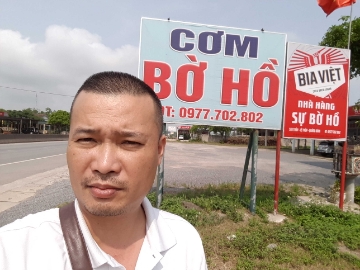 CƠM
BỜ HỒ
ĐT: 0977.702.802
BIA VIỆT
NHÀ HÀNG
SỰ BỜ HỒ